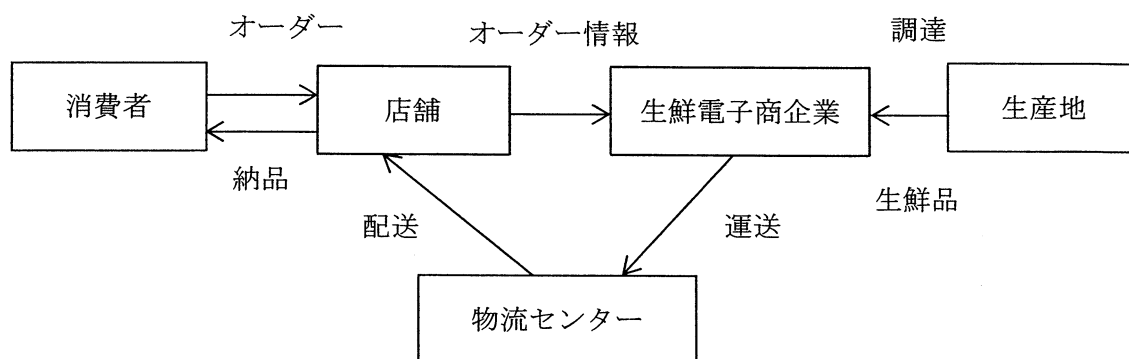 オーダー
オーダー情報
調達
消費者
店舗
生鮮電子商企業
生産地
納品
配送
運送
生鮮品
物流センター